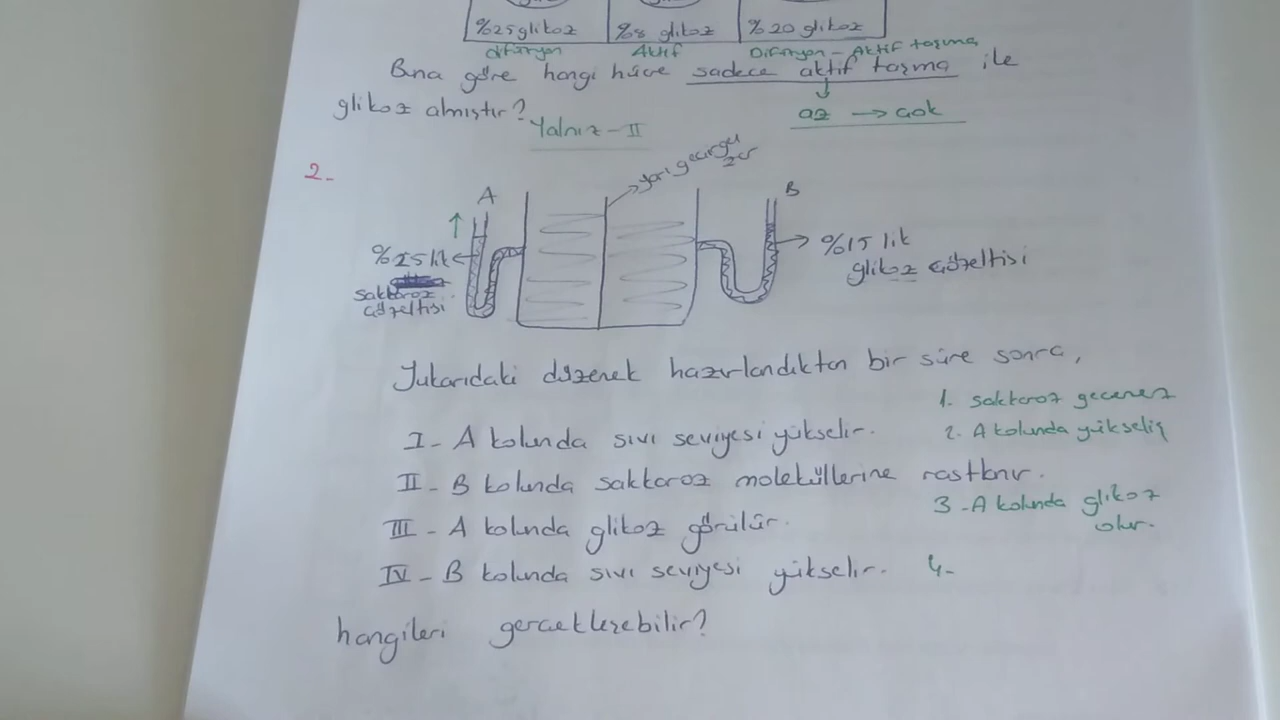 %25 glikoz %8 glikoz %20 glikoz
difüzyon Aktif Difüzyon - Aktif taşıma
Buna göre hangi hücre sadece aktif taşıma ile
glikoz almıştır?
az → çok
Yalnız - II
yarı geçirgen
zar
2-
A
B
%25 lik
sakkaroz
çözeltisi
%15 lik
glikoz çözeltisi
Yukarıdaki düzenek hazırlandıktan bir süre sonra,
1. sakkaroz geçemez
I - A kolunda sıvı seviyesi yükselir.
2. A kolunda yükseliş
II - B kolunda sakkaroz moleküllerine rastlanır.
3 - A kolunda glikoz
olur.
III - A kolunda glikoz görülür.
IV - B kolunda sıvı seviyesi yükselir.
4-
hangileri gerçekleşebilir?